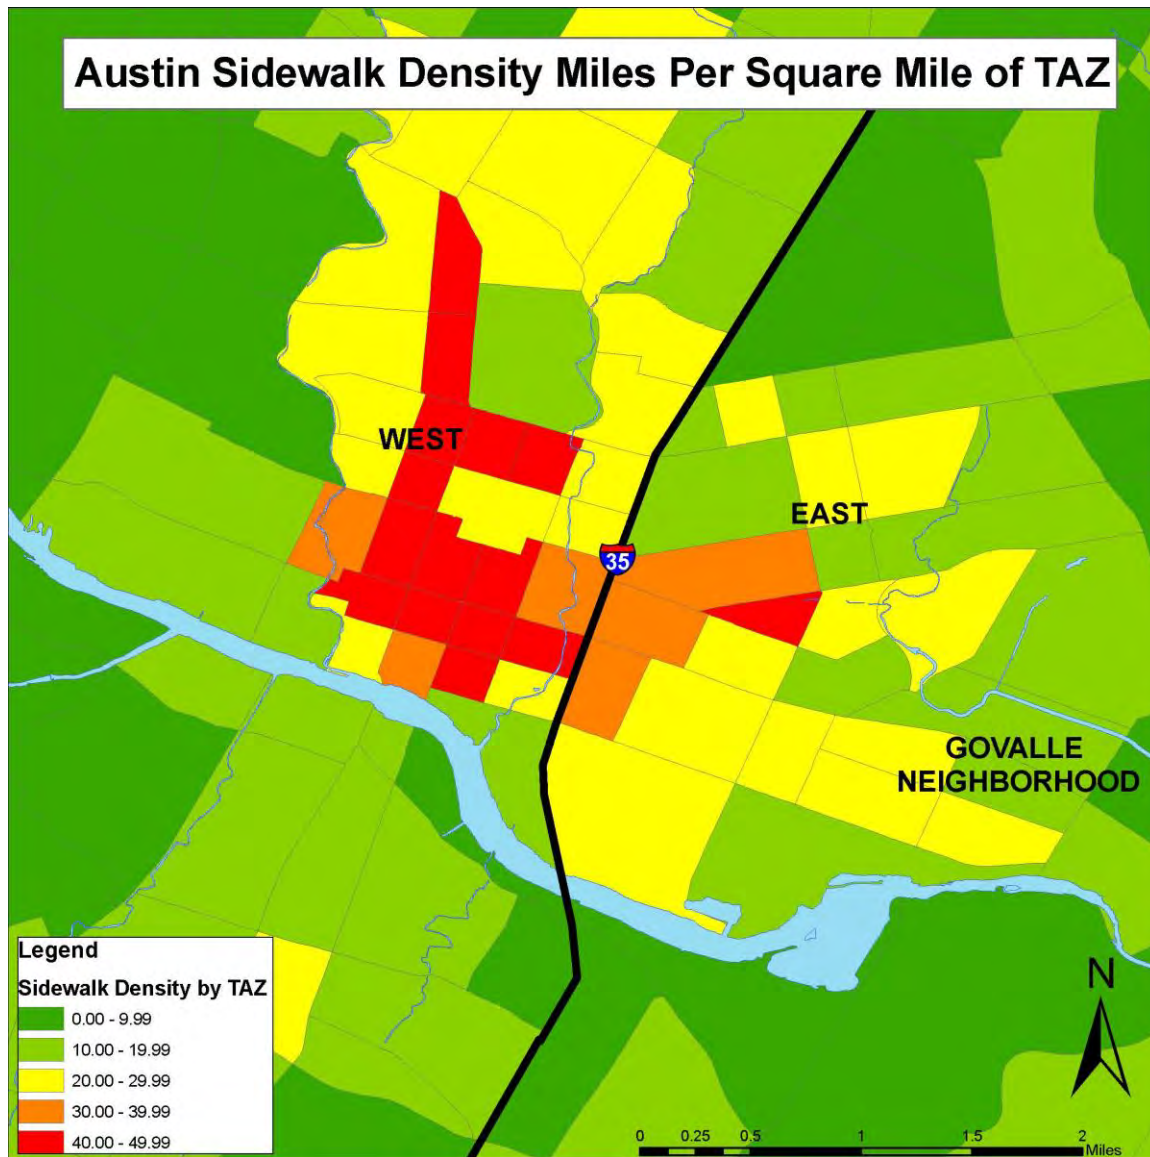 Austin Sidewalk Density Miles Per Square Mile of TAZ
WEST
EAST
35
GOVALLE
NEIGHBORHOOD
Legend
Sidewalk Density by TAZ
0.00 - 9.99
10.00 - 19.99
20.00 - 29.99
30.00 - 39.99
40.00 - 49.99
N
0 0.25 0.5 1 1.5 2
Miles